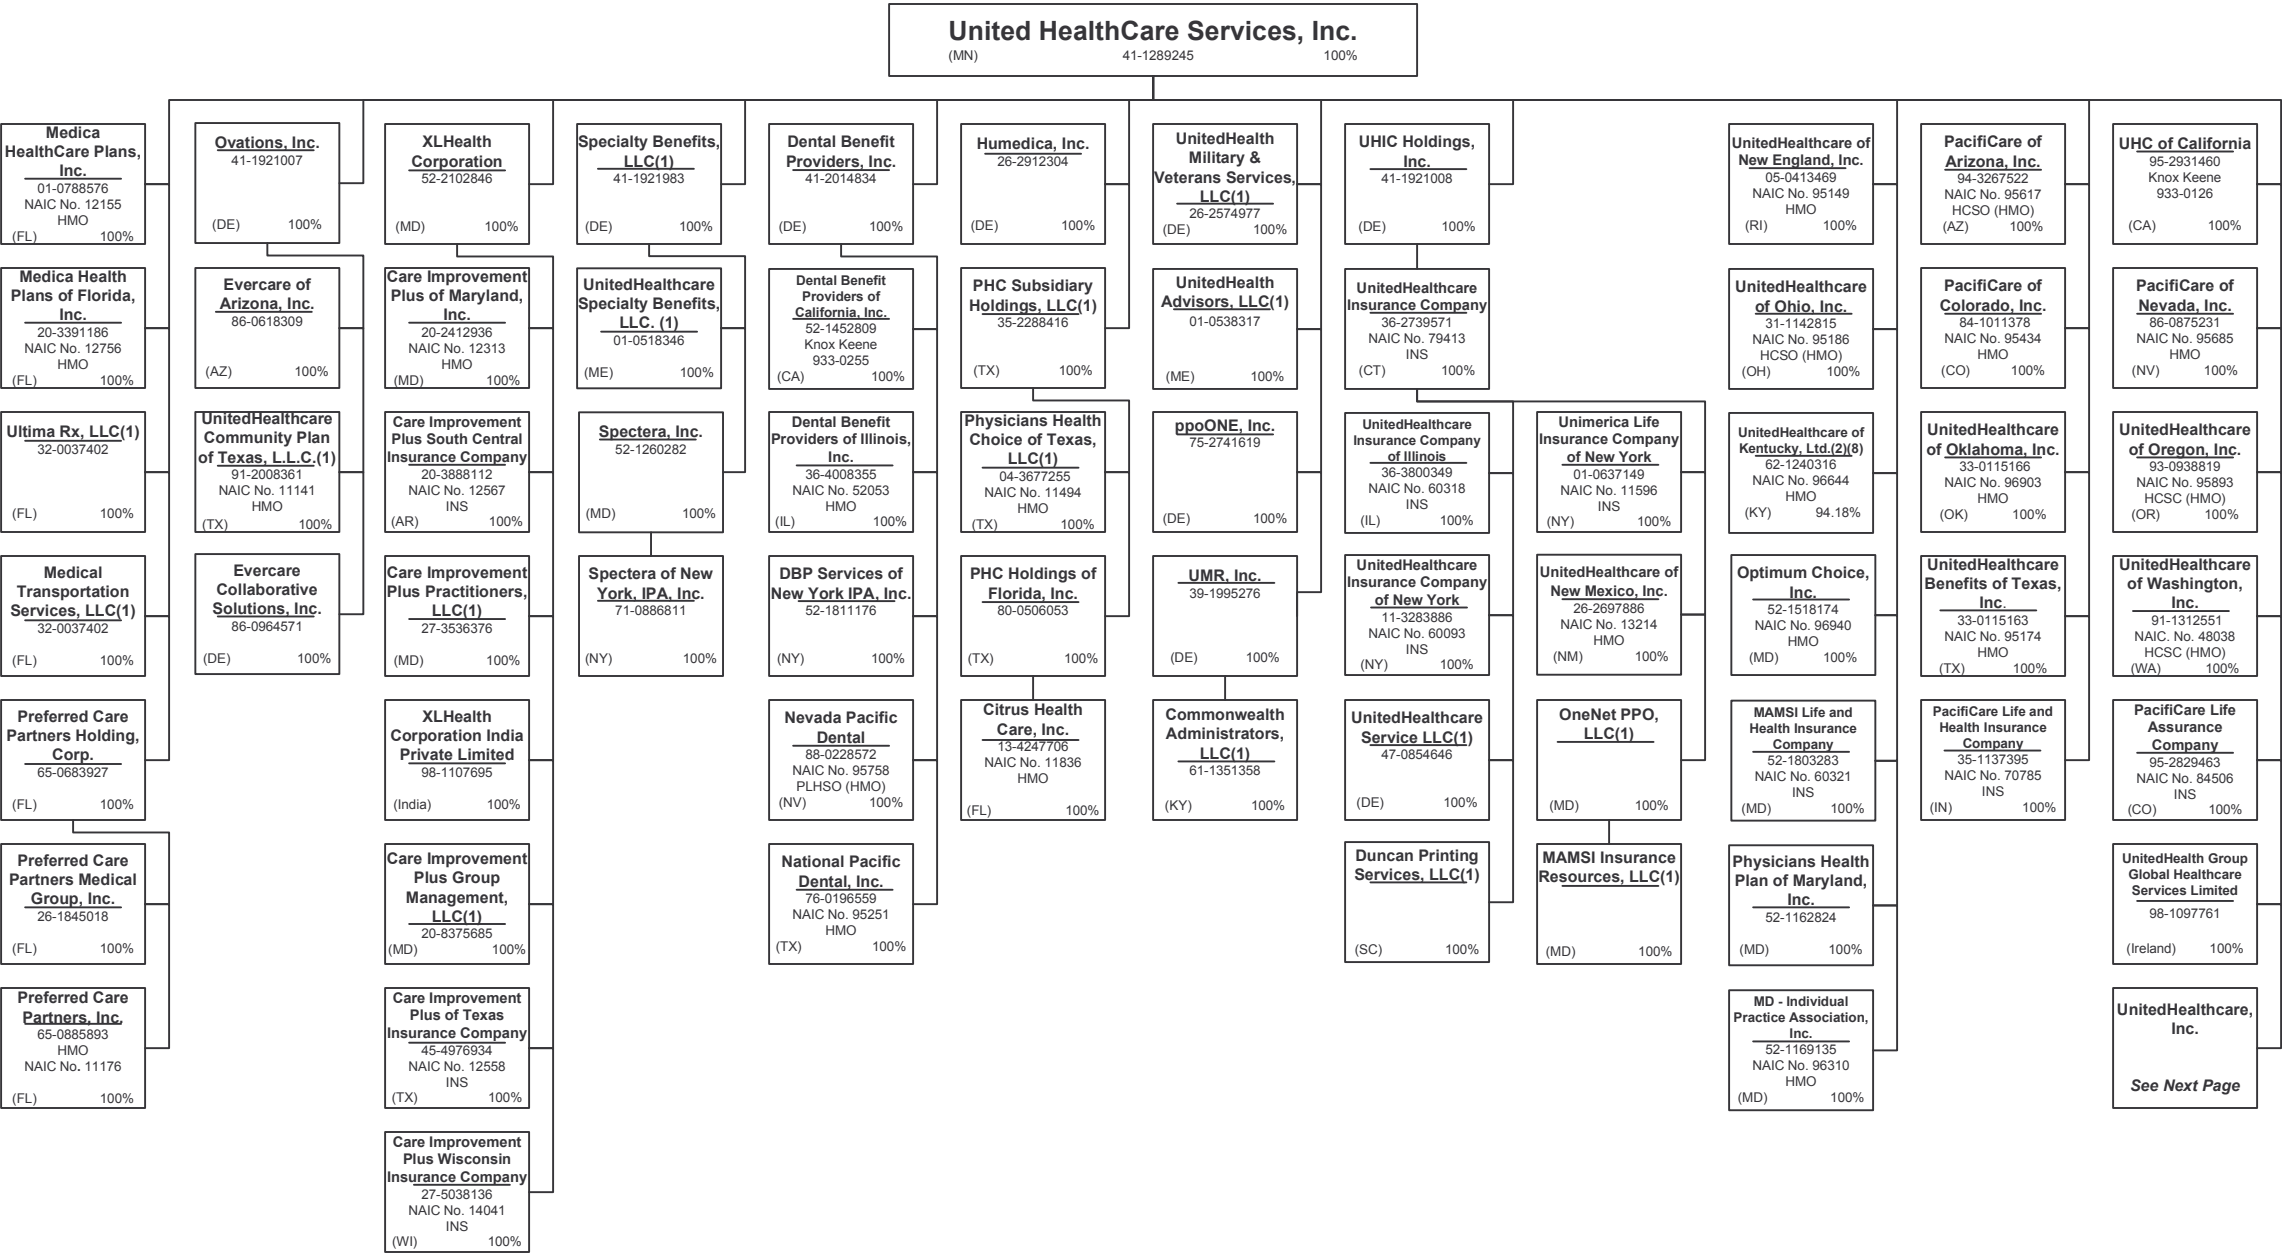 United HealthCare Services, Inc.
(MN) 41-1289245 100%
Medica
HealthCare Plans,
Inc.
01-0788576
NAIC No. 12155
HMO
(FL) 100%
Medica Health
Plans of Florida,
Inc.
20-3391186
NAIC No. 12756
HMO
(FL) 100%
Ultima Rx, LLC(1)
32-0037402
(FL) 100%
Medical
Transportation
Services, LLC(1)
32-0037402
(FL) 100%
Preferred Care
Partners Holding,
Corp.
65-0683927
(FL) 100%
Preferred Care
Partners Medical
Group, Inc.
26-1845018
(FL) 100%
Preferred Care
Partners, Inc.
65-0885893
HMO
NAIC No. 11176
(FL) 100%
Ovations, Inc.
41-1921007
(DE) 100%
Evercare of
Arizona, Inc.
86-0618309
(AZ) 100%
UnitedHealthcare
Community Plan
of Texas, L.L.C.(1)
91-2008361
NAIC No. 11141
HMO
(TX) 100%
Evercare
Collaborative
Solutions, Inc.
86-0964571
(DE) 100%
XLHealth
Corporation
52-2102846
(MD) 100%
Care Improvement
Plus of Maryland,
Inc.
20-2412936
NAIC No. 12313
HMO
(MD) 100%
Care Improvement
Plus South Central
Insurance Company
20-3888112
NAIC No. 12567
INS
(AR) 100%
Care Improvement
Plus Practitioners,
LLC(1)
27-3536376
(MD) 100%
XLHealth
Corporation India
Private Limited
98-1107695
(India) 100%
Care Improvement
Plus Group
Management,
LLC(1)
20-8375685
(MD) 100%
Care Improvement
Plus of Texas
Insurance Company
45-4976934
NAIC No. 12558
INS
(TX) 100%
Care Improvement
Plus Wisconsin
Insurance Company
27-5038136
NAIC No. 14041
INS
(WI) 100%
Specialty Benefits,
LLC(1)
41-1921983
(DE) 100%
UnitedHealthcare
Specialty Benefits,
LLC. (1)
01-0518346
(ME) 100%
Spectera, Inc.
52-1260282
(MD) 100%
Spectera of New
York, IPA, Inc.
71-0886811
(NY) 100%
Dental Benefit
Providers, Inc.
41-2014834
(DE) 100%
Dental Benefit
Providers of
California, Inc.
52-1452809
Knox Keene
933-0255
(CA) 100%
Dental Benefit
Providers of Illinois,
Inc.
36-4008355
NAIC No. 52053
HMO
(IL) 100%
DBP Services of
New York IPA, Inc.
52-1811176
(NY) 100%
Nevada Pacific
Dental
88-0228572
NAIC No. 95758
PLHSO (HMO)
(NV) 100%
National Pacific
Dental, Inc.
76-0196559
NAIC No. 95251
HMO
(TX) 100%
Humedica, Inc.
26-2912304
(DE) 100%
PHC Subsidiary
Holdings, LLC(1)
35-2288416
(TX) 100%
Physicians Health
Choice of Texas,
LLC(1)
04-3677255
NAIC No. 11494
HMO
(TX) 100%
PHC Holdings of
Florida, Inc.
80-0506053
(TX) 100%
Citrus Health
Care, Inc.
13-4247706
NAIC No. 11836
HMO
(FL) 100%
UnitedHealth
Military &
Veterans Services,
LLC(1)
26-2574977
(DE) 100%
UnitedHealth
Advisors, LLC(1)
01-0538317
(ME) 100%
ppoONE, Inc.
75-2741619
(DE) 100%
UMR, Inc.
39-1995276
(DE) 100%
Commonwealth
Administrators,
LLC(1)
61-1351358
(KY) 100%
UHIC Holdings,
Inc.
41-1921008
(DE) 100%
UnitedHealthcare
Insurance Company
36-2739571
NAIC No. 79413
INS
(CT) 100%
UnitedHealthcare
Insurance Company
of Illinois
36-3800349
NAIC No. 60318
INS
(IL) 100%
UnitedHealthcare
Insurance Company
of New York
11-3283886
NAIC No. 60093
INS
(NY) 100%
UnitedHealthcare
Service LLC(1)
47-0854646
(DE) 100%
Duncan Printing
Services, LLC(1)
(SC) 100%
Unimerica Life
Insurance Company
of New York
01-0637149
NAIC No. 11596
INS
(NY) 100%
UnitedHealthcare of
New Mexico, Inc.
26-2697886
NAIC No. 13214
HMO
(NM) 100%
OneNet PPO,
LLC(1)
(MD) 100%
MAMSI Insurance
Resources, LLC(1)
(MD) 100%
UnitedHealthcare of
New England, Inc.
05-0413469
NAIC No. 95149
HMO
(RI) 100%
UnitedHealthcare
of Ohio, Inc.
31-1142815
NAIC No. 95186
HCSO (HMO)
(OH) 100%
UnitedHealthcare of
Kentucky, Ltd.(2)(8)
62-1240316
NAIC No. 96644
HMO
(KY) 94.18%
Optimum Choice,
Inc.
52-1518174
NAIC No. 96940
HMO
(MD) 100%
MAMSI Life and
Health Insurance
Company
52-1803283
NAIC No. 60321
INS
(MD) 100%
Physicians Health
Plan of Maryland,
Inc.
52-1162824
(MD) 100%
MD - Individual
Practice Association,
Inc.
52-1169135
NAIC No. 96310
HMO
(MD) 100%
PacifiCare of
Arizona, Inc.
94-3267522
NAIC No. 95617
HCSO (HMO)
(AZ) 100%
PacifiCare of
Colorado, Inc.
84-1011378
NAIC No. 95434
HMO
(CO) 100%
UnitedHealthcare
of Oklahoma, Inc.
33-0115166
NAIC No. 96903
HMO
(OK) 100%
UnitedHealthcare
Benefits of Texas,
Inc.
33-0115163
NAIC No. 95174
HMO
(TX) 100%
PacifiCare Life and
Health Insurance
Company
35-1137395
NAIC No. 70785
INS
(IN) 100%
UHC of California
95-2931460
Knox Keene
933-0126
(CA) 100%
PacifiCare of
Nevada, Inc.
86-0875231
NAIC No. 95685
HMO
(NV) 100%
UnitedHealthcare
of Oregon, Inc.
93-0938819
NAIC No. 95893
HCSC (HMO)
(OR) 100%
UnitedHealthcare
of Washington,
Inc.
91-1312551
NAIC. No. 48038
HCSC (HMO)
(WA) 100%
PacifiCare Life
Assurance
Company
95-2829463
NAIC No. 84506
INS
(CO) 100%
UnitedHealth Group
Global Healthcare
Services Limited
98-1097761
(Ireland) 100%
UnitedHealthcare,
Inc.
See Next Page